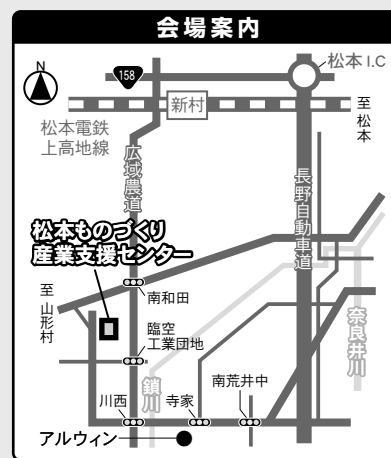 会場案内
N
158
松本 I.C
新村
至松本
松本電鉄
上高地線
広域農道
長野自動車道
松本ものづくり
産業支援センター
至山形村
南和田
臨空
工業団地
奈良井川
鎖川
川西
寺家
南荒井中
アルウィン